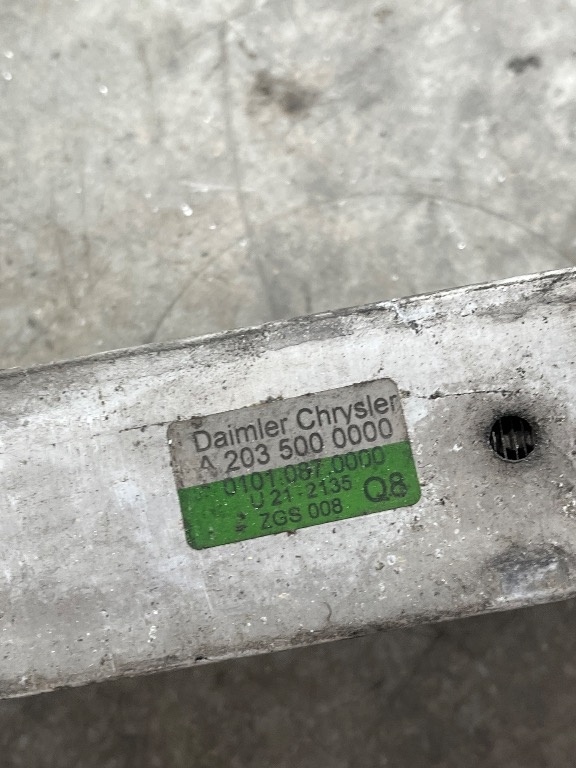 Daimler Chrysler
A 203 500 0000
0101.087.0000
U 21-2135 Q8
ZGS 008